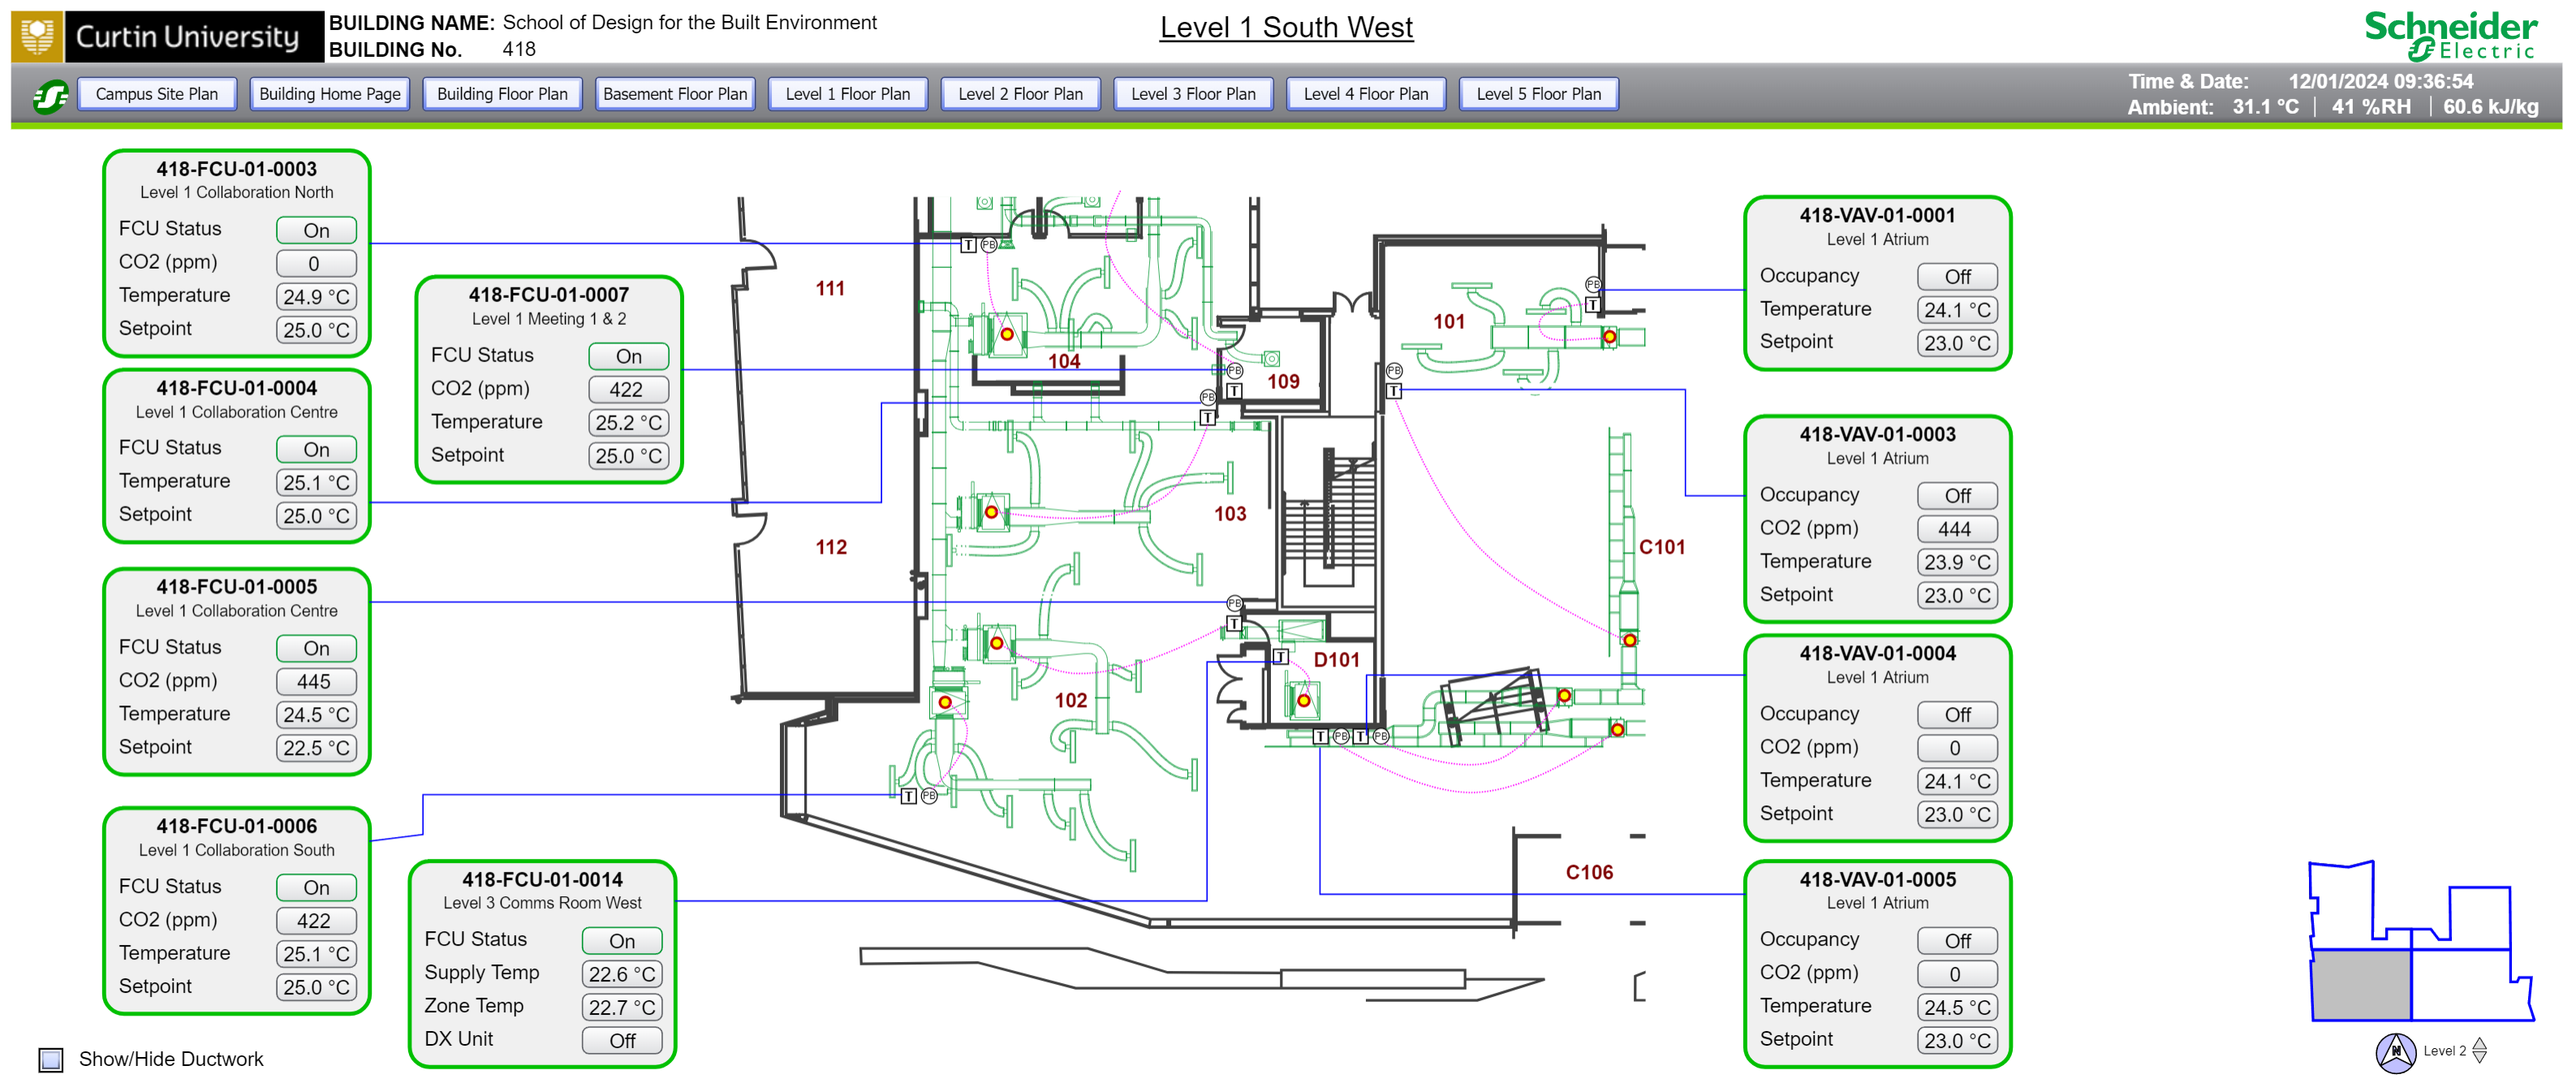 Curtin University
BUILDING NAME: School of Design for the Built Environment
BUILDING No. 418
Level 1 South West
Schneider
Electric
Campus Site Plan
Building Home Page
Building Floor Plan
Basement Floor Plan
Level 1 Floor Plan
Level 2 Floor Plan
Level 3 Floor Plan
Level 4 Floor Plan
Level 5 Floor Plan
Time & Date: 12/01/2024 09:36:54
Ambient: 31.1 °C | 41 %RH | 60.6 kJ/kg
418-FCU-01-0003
Level 1 Collaboration North
FCU Status On
CO2 (ppm) 0
Temperature 24.9 °C
Setpoint 25.0 °C
418-FCU-01-0004
Level 1 Collaboration Centre
FCU Status On
Temperature 25.1 °C
Setpoint 25.0 °C
418-FCU-01-0005
Level 1 Collaboration Centre
FCU Status On
CO2 (ppm) 445
Temperature 24.5 °C
Setpoint 22.5 °C
418-FCU-01-0006
Level 1 Collaboration South
FCU Status On
CO2 (ppm) 422
Temperature 25.1 °C
Setpoint 25.0 °C
418-FCU-01-0007
Level 1 Meeting 1 & 2
FCU Status On
CO2 (ppm) 422
Temperature 25.2 °C
Setpoint 25.0 °C
418-FCU-01-0014
Level 3 Comms Room West
FCU Status On
Supply Temp 22.6 °C
Zone Temp 22.7 °C
DX Unit Off
T PB
111
104
PB
T
109
PB
T
103
112
PB
T
102
T
D101
T PB T PB
T PB
101
PB
T
PB
T
C101
C106
418-VAV-01-0001
Level 1 Atrium
Occupancy Off
Temperature 24.1 °C
Setpoint 23.0 °C
418-VAV-01-0003
Level 1 Atrium
Occupancy Off
CO2 (ppm) 444
Temperature 23.9 °C
Setpoint 23.0 °C
418-VAV-01-0004
Level 1 Atrium
Occupancy Off
CO2 (ppm) 0
Temperature 24.1 °C
Setpoint 23.0 °C
418-VAV-01-0005
Level 1 Atrium
Occupancy Off
CO2 (ppm) 0
Temperature 24.5 °C
Setpoint 23.0 °C
Show/Hide Ductwork
N
Level 2